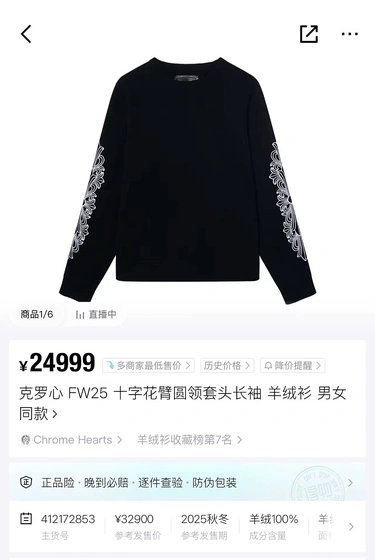 商品1/6
直播中
¥24999
多商家最低售价 >
历史价格 >
降价提醒 >
克罗心 FW25 十字花臂圆领套头长袖 羊绒衫 男女
同款 >
Chrome Hearts >
羊绒衫收藏榜第7名 >
正品险 · 晚到必赔 · 逐件查验 · 防伪包装
412172853
主货号
¥32900
参考发售价
2025秋冬
参考发售季
羊绒100%
成分含量